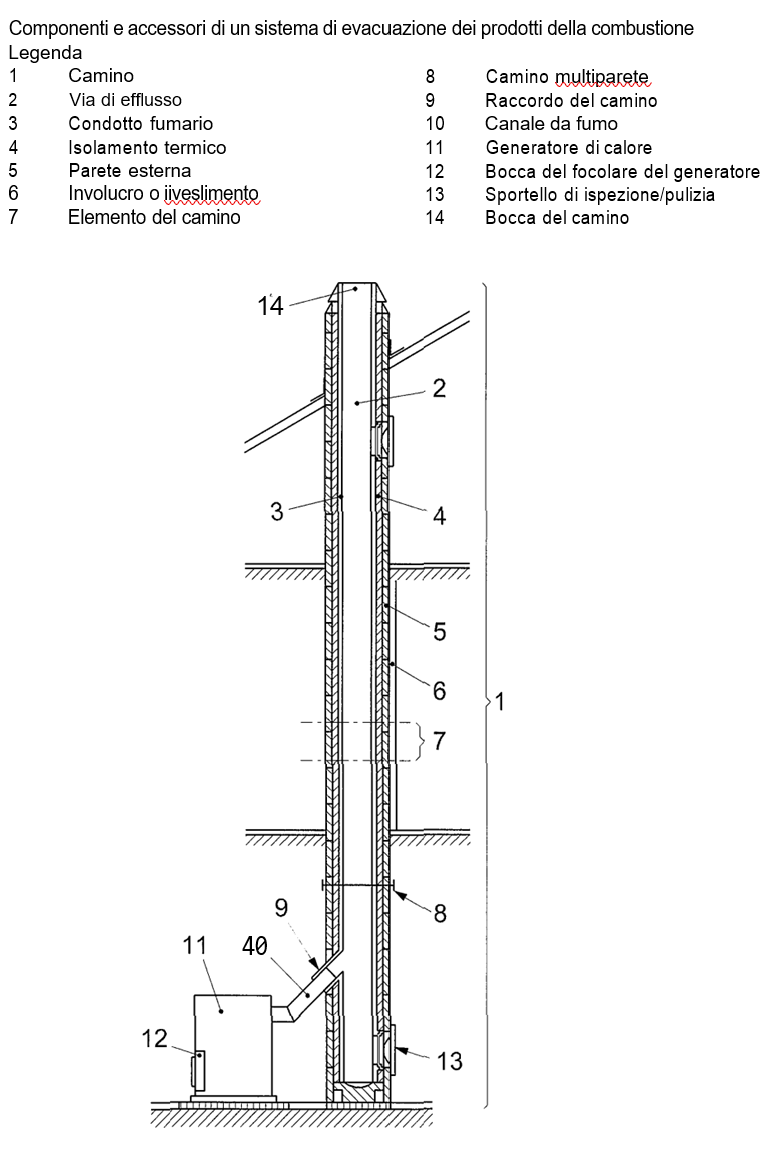 Componenti e accessori di un sistema di evacuazione dei prodotti della combustione
Legenda
1 Camino
2 Via di efflusso
3 Condotto fumario
4 Isolamento termico
5 Parete esterna
6 Involucro o iiveslimento
7 Elemento del camino
8 Camino multiparete
9 Raccordo del camino
10 Canale da fumo
11 Generatore di calore
12 Bocca del focolare del generatore
13 Sportello di ispezione/pulizia
14 Bocca del camino
14
2
3
4
5
6
1
7
8
9
11
40
12
13